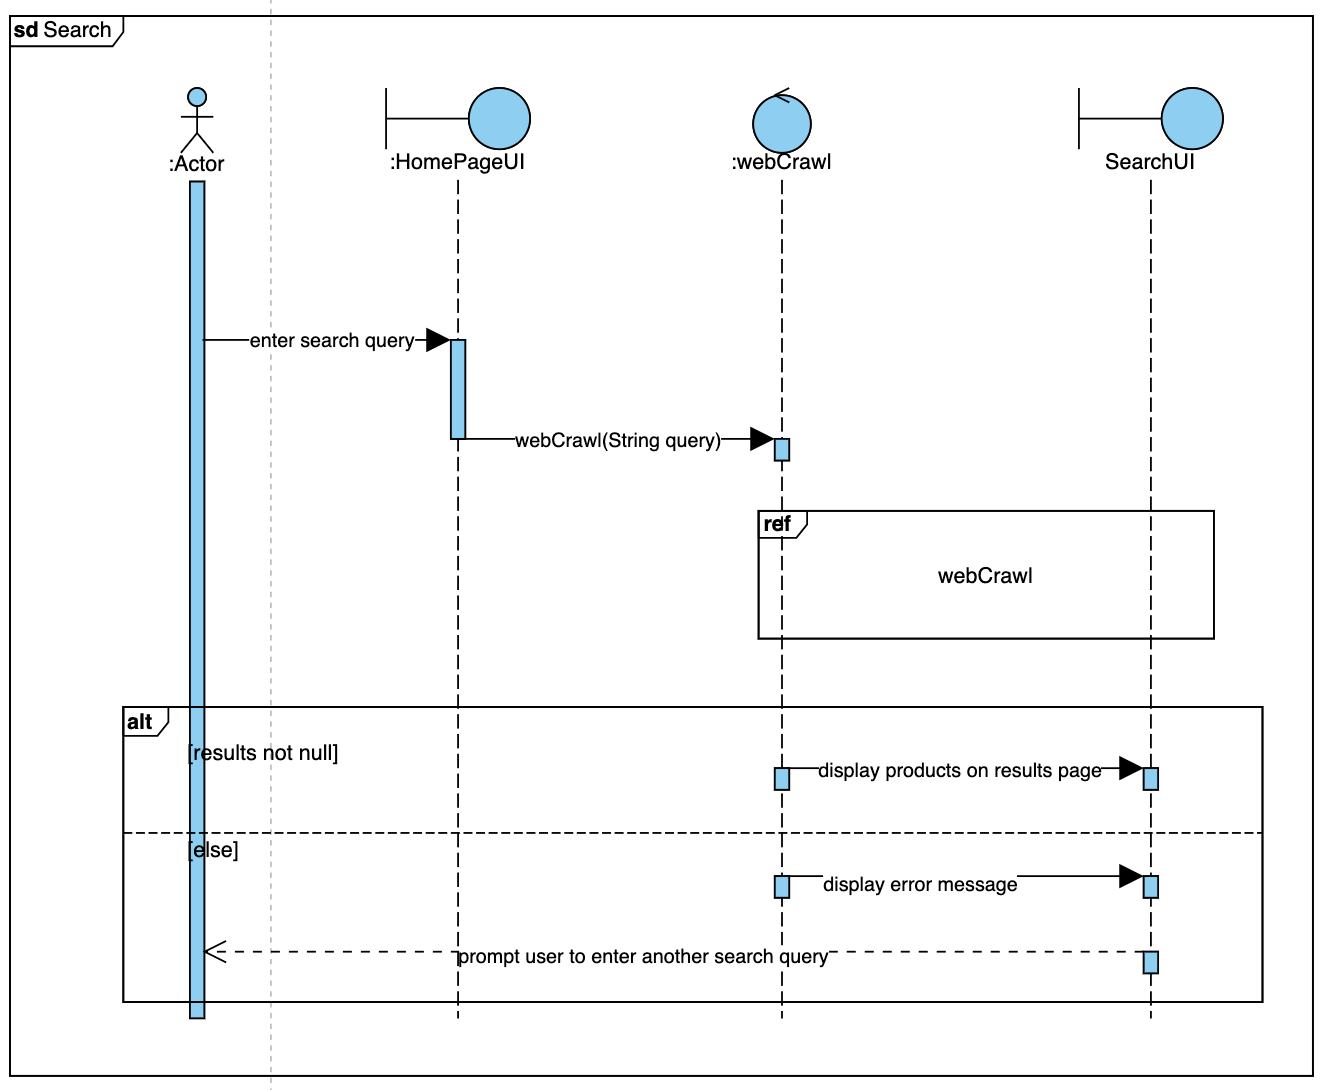 sd Search
:Actor
:HomePageUI
:webCrawl
SearchUI
enter search query
webCrawl(String query)
ref
webCrawl
alt
[results not null]
display products on results page
[else]
display error message
prompt user to enter another search query